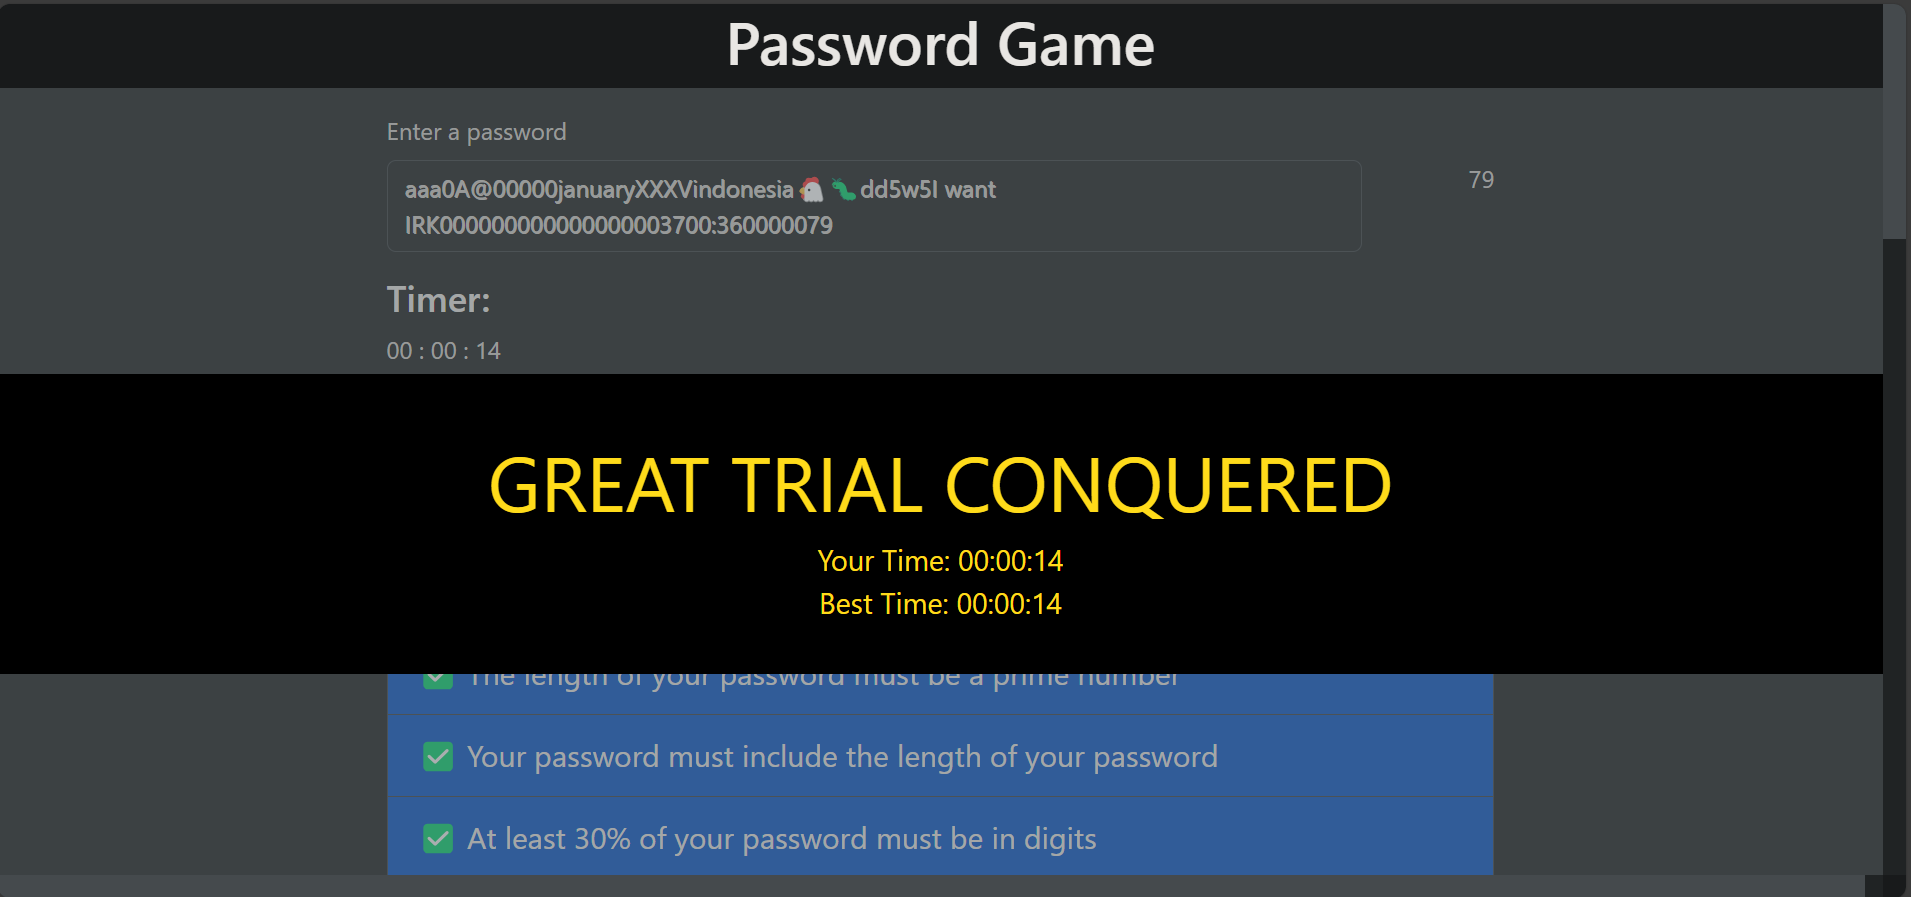 Password Game
Enter a password
aaa0A@00000januaryXXXVindonesia🐔🐛dd5w5I want
IRK000000000000000003700:360000079
79
Timer:
00 : 00 : 14
GREAT TRIAL CONQUERED
Your Time: 00:00:14
Best Time: 00:00:14
The length of your password must be a prime number
Your password must include the length of your password
At least 30% of your password must be in digits